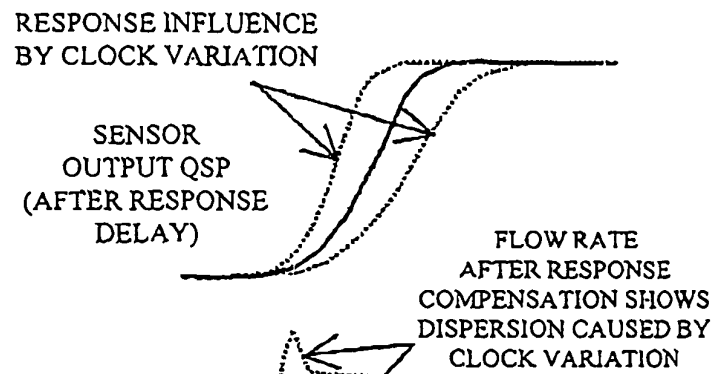 RESPONSE INFLUENCE
BY CLOCK VARIATION
SENSOR
OUTPUT QSP
(AFTER RESPONSE
DELAY)
FLOW RATE
AFTER RESPONSE
COMPENSATION SHOWS
DISPERSION CAUSED BY
CLOCK VARIATION